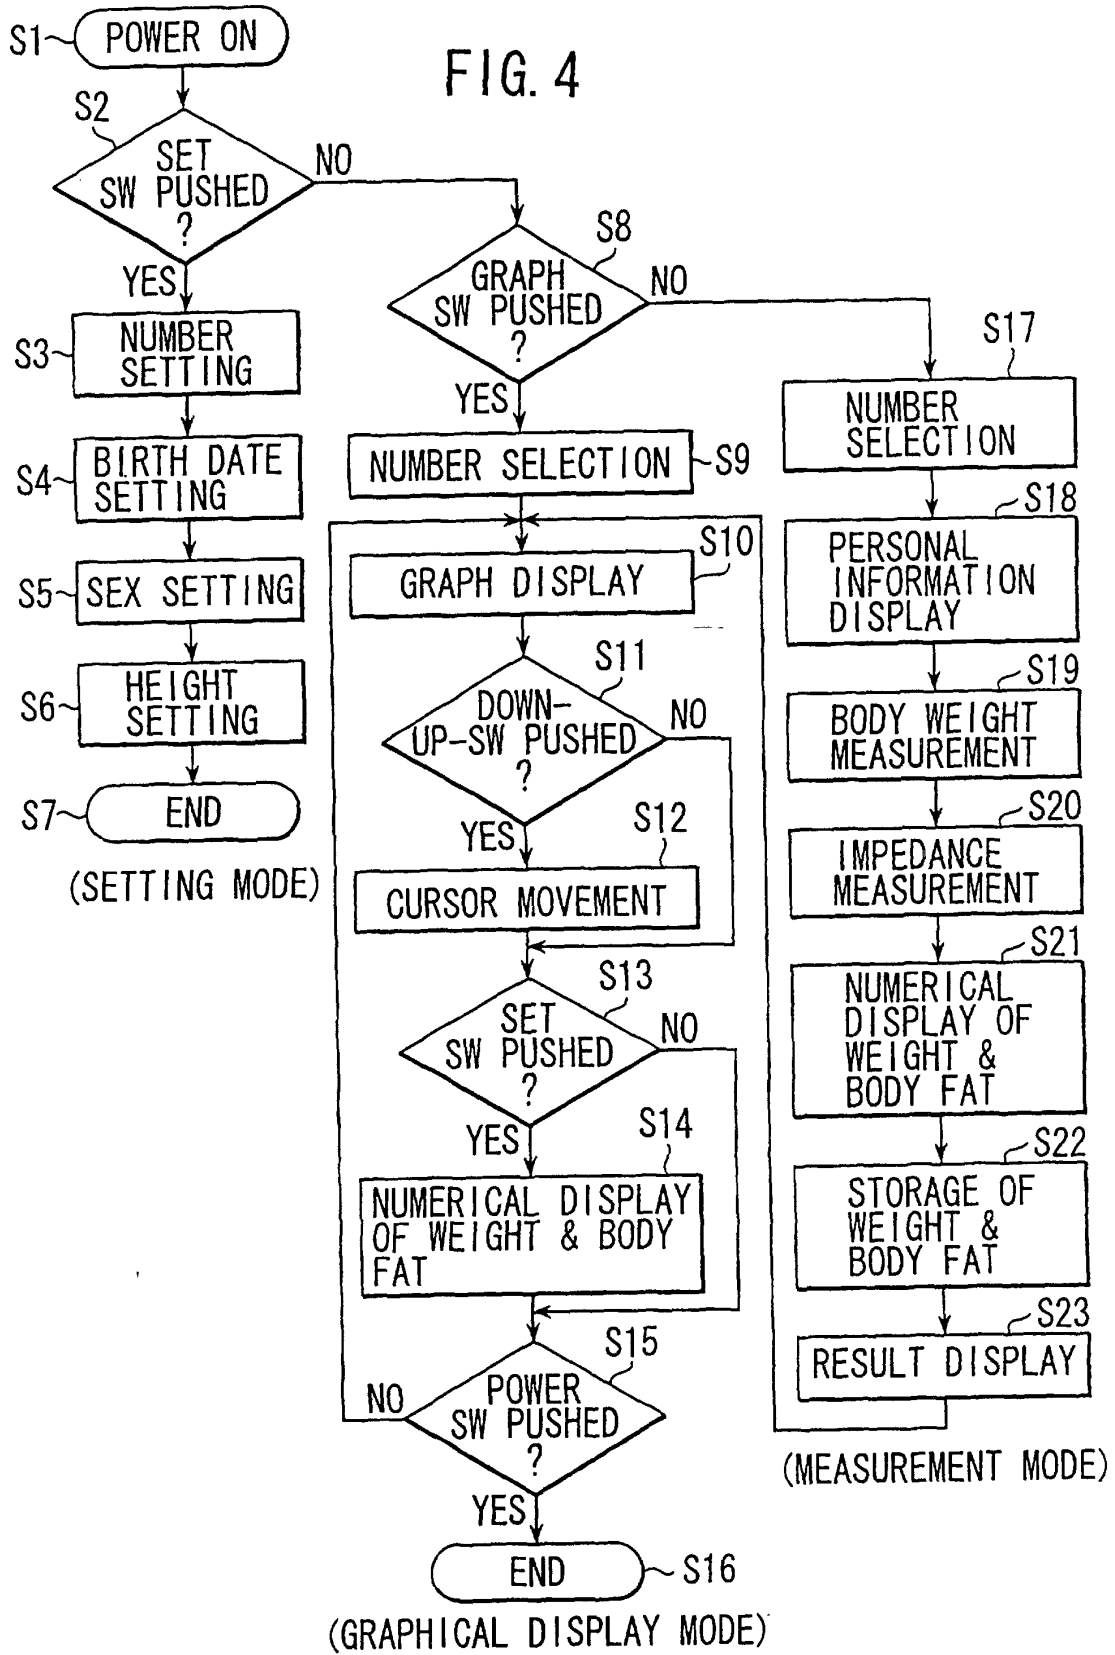 FIG. 4
S1
POWER ON
S2
SET
SW PUSHED
?
NO
YES
S3
NUMBER
SETTING
S4
BIRTH DATE
SETTING
S5
SEX SETTING
S6
HEIGHT
SETTING
S7
END
(SETTING MODE)
S8
GRAPH
SW PUSHED
?
NO
YES
NUMBER SELECTION
S9
S10
GRAPH DISPLAY
S11
DOWN-
UP-SW PUSHED
?
NO
YES
S12
CURSOR MOVEMENT
S13
SET
SW PUSHED
?
NO
YES
S14
NUMERICAL DISPLAY
OF WEIGHT & BODY
FAT
S15
POWER
SW PUSHED
?
NO
YES
END
S16
(GRAPHICAL DISPLAY MODE)
S17
NUMBER
SELECTION
S18
PERSONAL
INFORMATION
DISPLAY
S19
BODY WEIGHT
MEASUREMENT
S20
IMPEDANCE
MEASUREMENT
S21
NUMERICAL
DISPLAY OF
WEIGHT &
BODY FAT
S22
STORAGE OF
WEIGHT &
BODY FAT
S23
RESULT DISPLAY
(MEASUREMENT MODE)